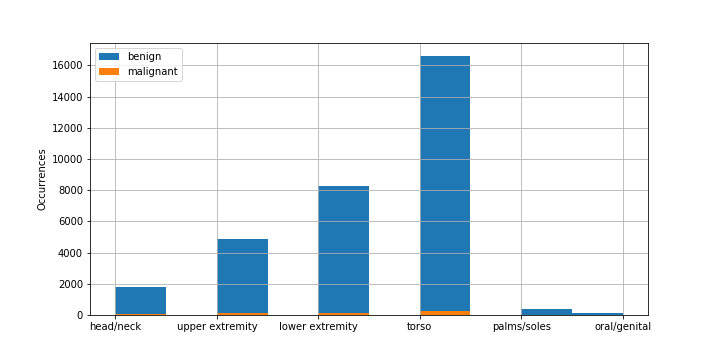 benign
malignant
16000
14000
12000
10000
8000
6000
4000
2000
0
Occurrences
head/neck upper extremity lower extremity torso palms/soles oral/genital